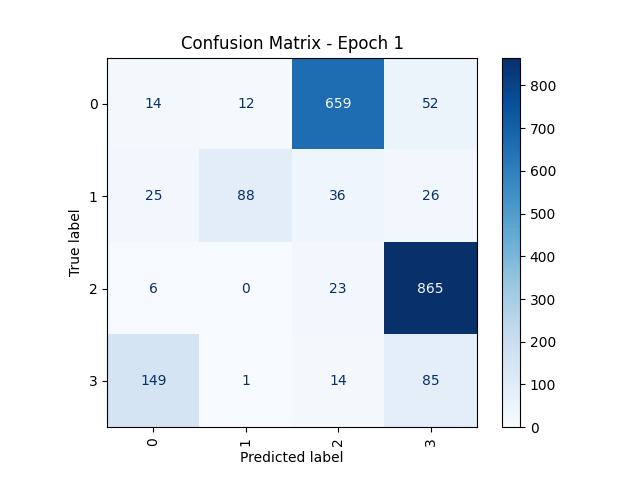 Confusion Matrix - Epoch 1
True label
0 14 12 659 52
1 25 88 36 26
2 6 0 23 865
3 149 1 14 85
0 1 2 3
Predicted label
800
700
600
500
400
300
200
100
0